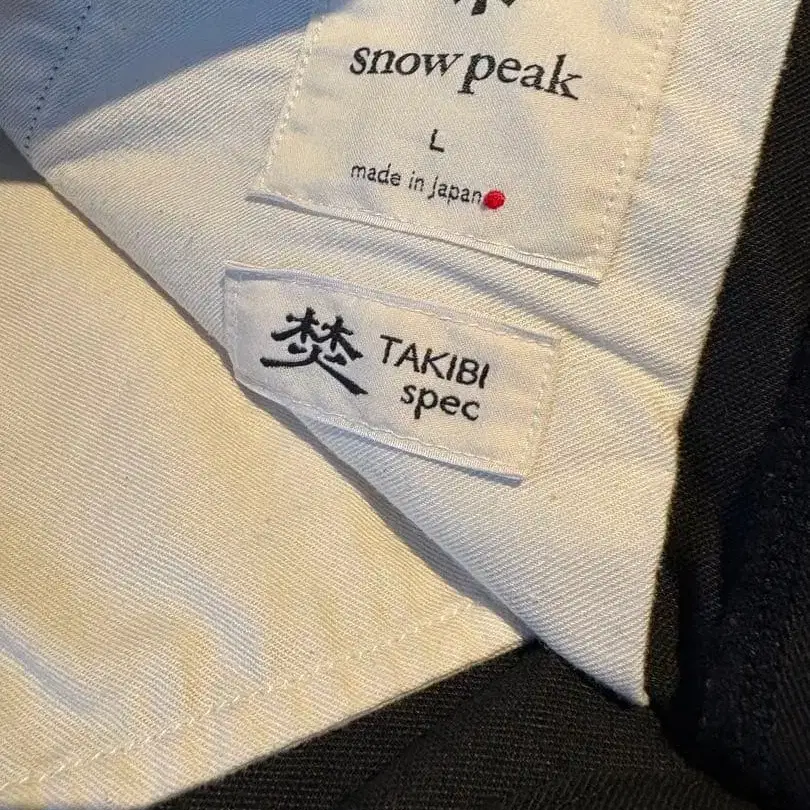 snow peak
L
made in Japan
焚 TAKIBI
spec